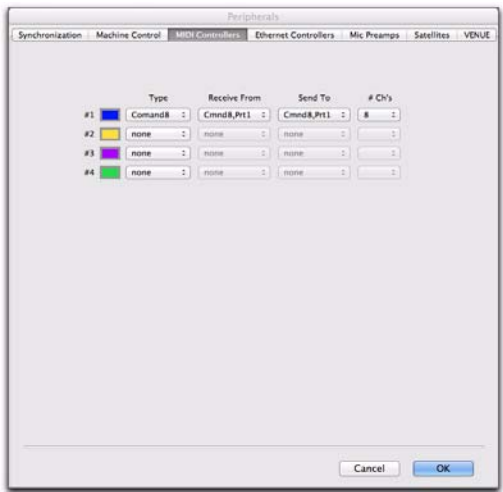 Peripherals
Synchronization Machine Control MIDI Controllers Ethernet Controllers Mic Preamps Satellites VENUE
Type Receive From Send To # Ch's
#1 Comand8 Cmnd8,Prt1 Cmnd8,Prt1 8
#2 none none none
#3 none none none
#4 none none none
Cancel OK